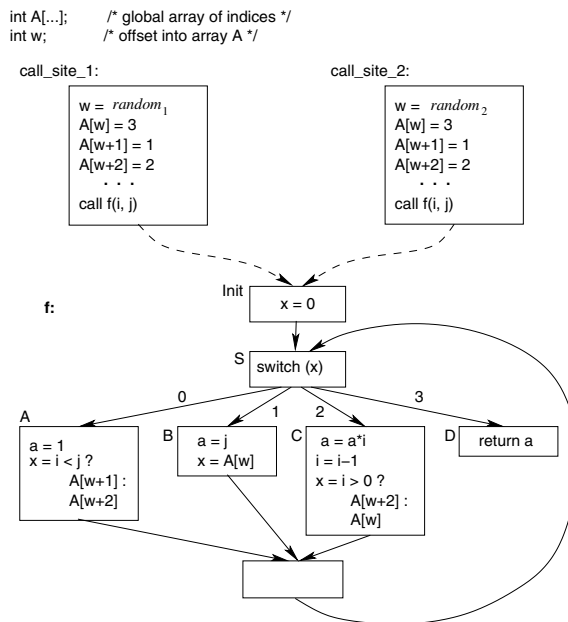 int A[...]; /* global array of indices */
int w; /* offset into array A */
call_site_1:
w = random1
A[w] = 3
A[w+1] = 1
A[w+2] = 2
. . .
call f(i, j)
call_site_2:
w = random2
A[w] = 3
A[w+1] = 1
A[w+2] = 2
. . .
call f(i, j)
f:
Init
x = 0
S
switch (x)
0
1
2
3
A
a = 1
x = i < j ?
A[w+1] :
A[w+2]
B
a = j
x = A[w]
C
a = a*i
i = i−1
x = i > 0 ?
A[w+2] :
A[w]
D
return a